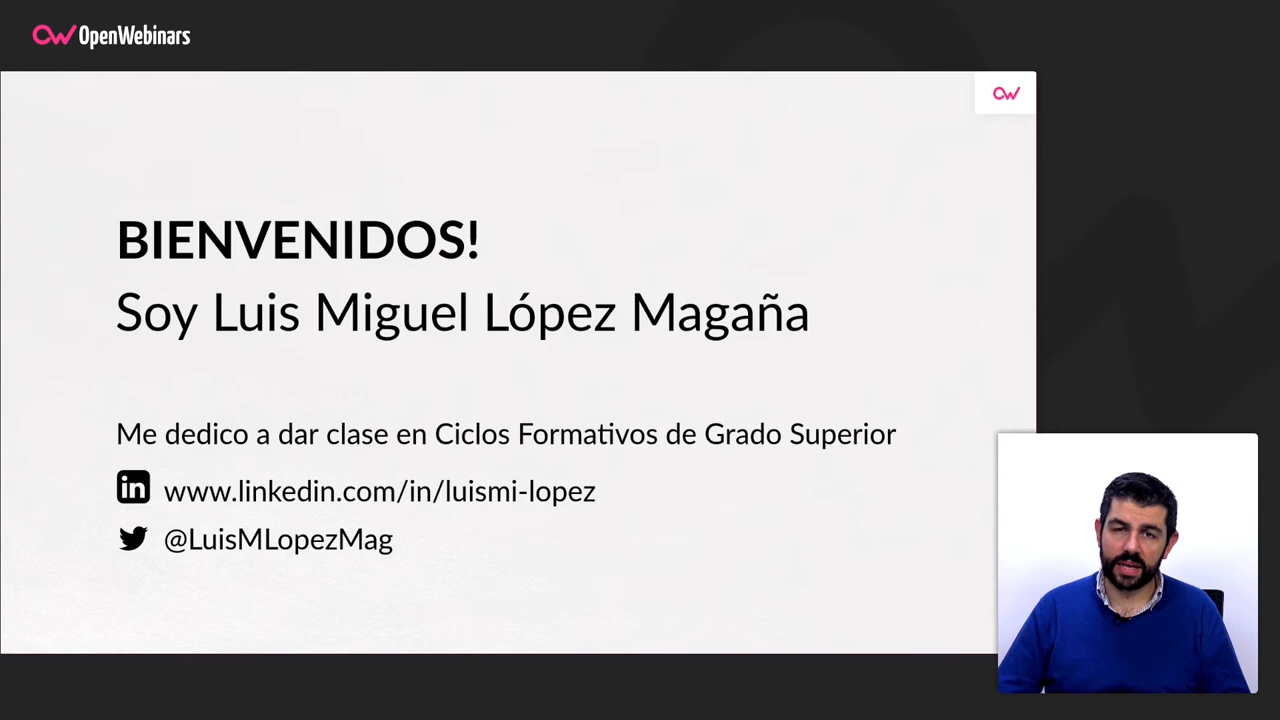 OpenWebinars
BIENVENIDOS!
Soy Luis Miguel López Magaña
Me dedico a dar clase en Ciclos Formativos de Grado Superior
in www.linkedin.com/in/luismi-lopez
@LuisMLopezMag